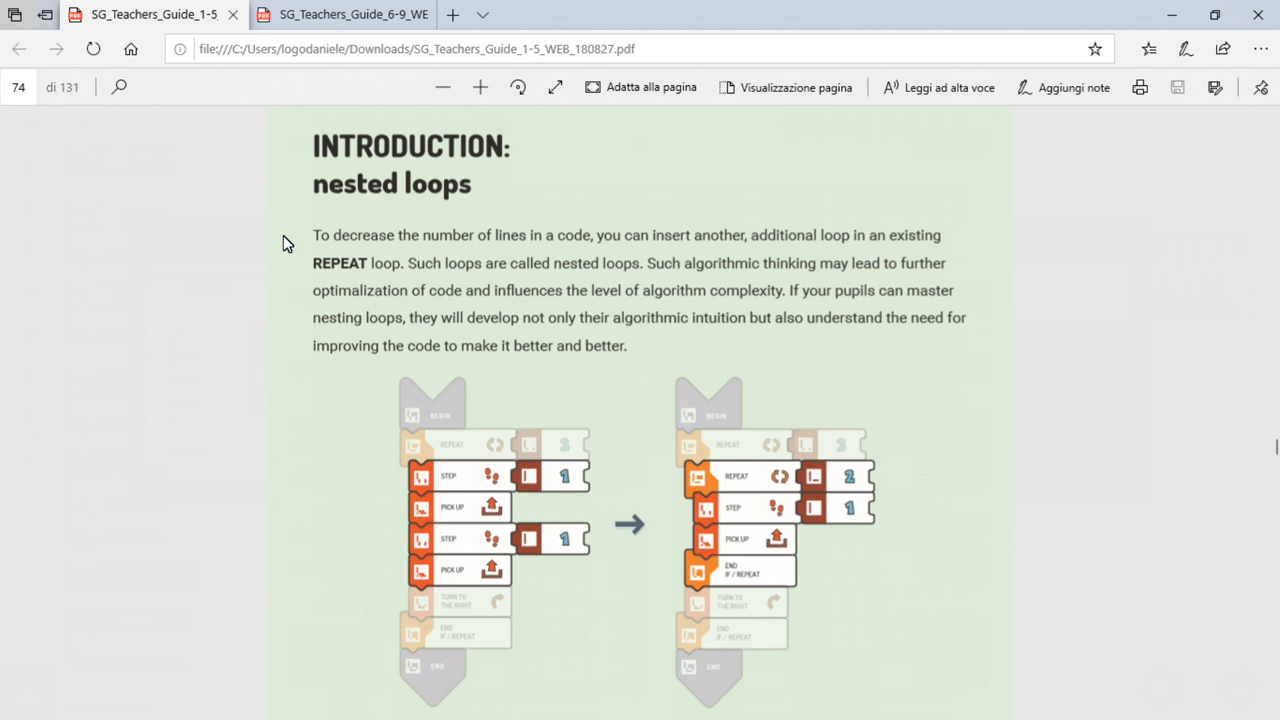 SG_Teachers_Guide_1-5_
SG_Teachers_Guide_6-9_WE
file:///C:/Users/logodaniele/Downloads/SG_Teachers_Guide_1-5_WEB_180827.pdf
74 di 131
Adatta alla pagina
Visualizzazione pagina
Leggi ad alta voce
Aggiungi note
INTRODUCTION:
nested loops
To decrease the number of lines in a code, you can insert another, additional loop in an existing
REPEAT loop. Such loops are called nested loops. Such algorithmic thinking may lead to further
optimalization of code and influences the level of algorithm complexity. If your pupils can master
nesting loops, they will develop not only their algorithmic intuition but also understand the need for
improving the code to make it better and better.
BEGIN
REPEAT 3
STEP 1
PICK UP
STEP 1
PICK UP
TURN TO
THE RIGHT
END
IF / REPEAT
END
BEGIN
REPEAT 3
REPEAT 2
STEP 1
PICK UP
END
IF / REPEAT
TURN TO
THE RIGHT
END
IF / REPEAT
END